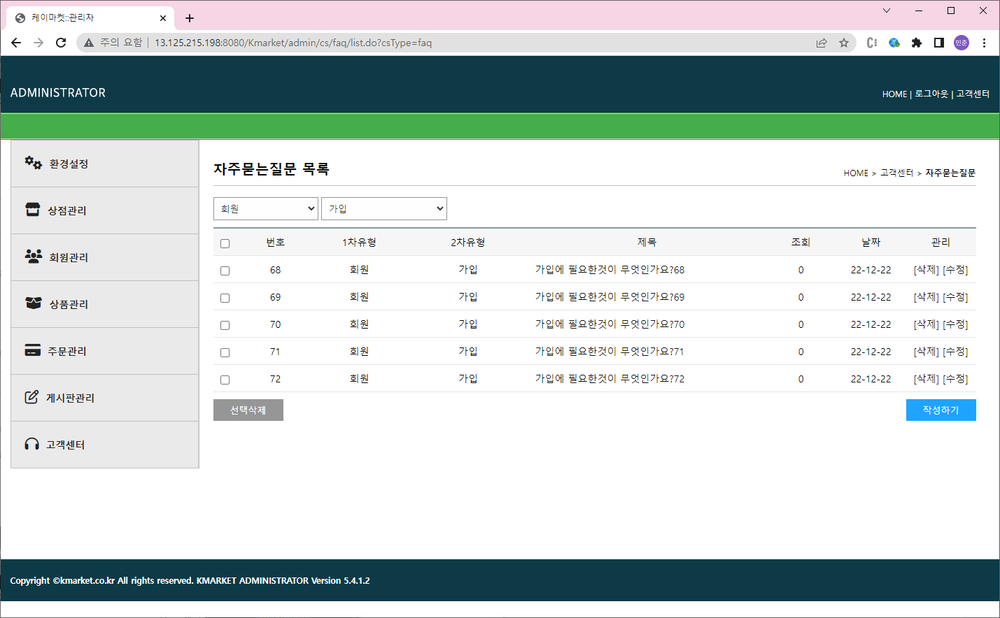 케이마켓::관리자
주의 요함 | 13.125.215.198:8080/Kmarket/admin/cs/faq/list.do?csType=faq
민준
ADMINISTRATOR
HOME | 로그아웃 | 고객센터
환경설정
상점관리
회원관리
상품관리
주문관리
게시판관리
고객센터
자주묻는질문 목록
HOME > 고객센터 > 자주묻는질문
회원 가입
번호 1차유형 2차유형 제목 조회 날짜 관리
68 회원 가입 가입에 필요한것이 무엇인가요?68 0 22-12-22 [삭제] [수정]
69 회원 가입 가입에 필요한것이 무엇인가요?69 0 22-12-22 [삭제] [수정]
70 회원 가입 가입에 필요한것이 무엇인가요?70 0 22-12-22 [삭제] [수정]
71 회원 가입 가입에 필요한것이 무엇인가요?71 0 22-12-22 [삭제] [수정]
72 회원 가입 가입에 필요한것이 무엇인가요?72 0 22-12-22 [삭제] [수정]
선택삭제 작성하기
Copyright ©kmarket.co.kr All rights reserved. KMARKET ADMINISTRATOR Version 5.4.1.2